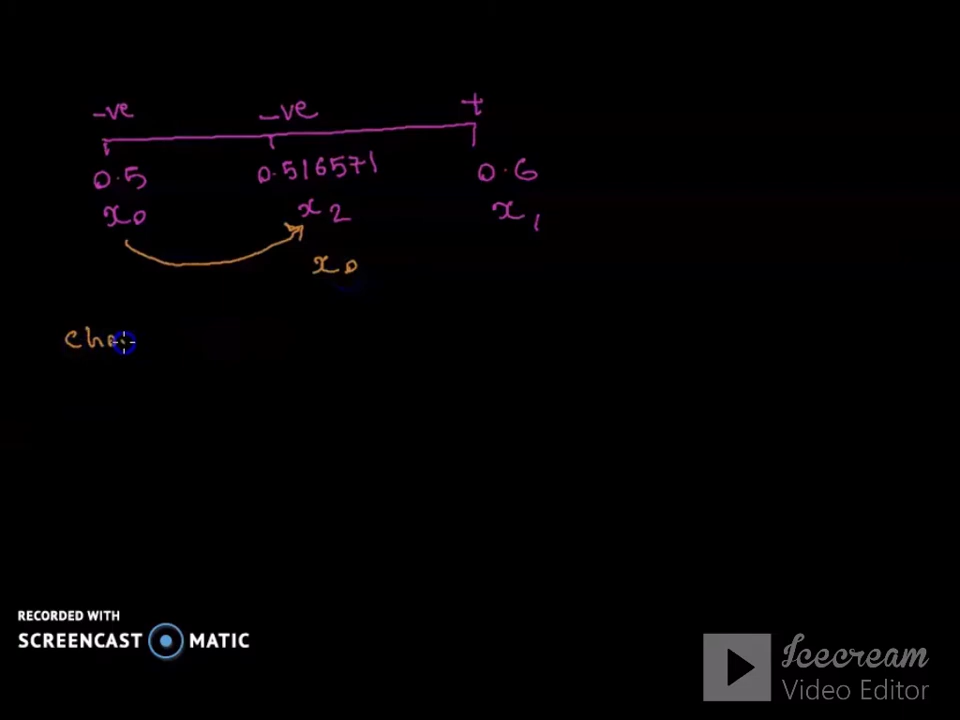 -ve -ve +
0.5 0.516571 0.6
x0 x2 x1
x0
RECORDED WITH
SCREENCAST MATIC
Icecream
Video Editor